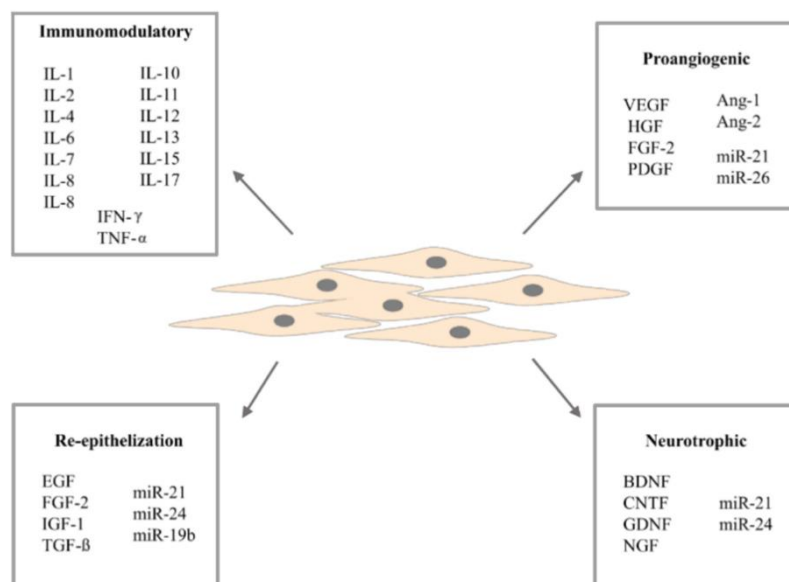 Immunomodulatory
IL-1
IL-2
IL-4
IL-6
IL-7
IL-8
IL-8
IL-10
IL-11
IL-12
IL-13
IL-15
IL-17
IFN-γ
TNF-α
Proangiogenic
VEGF
HGF
FGF-2
PDGF
Ang-1
Ang-2
miR-21
miR-26
Re-epithelization
EGF
FGF-2
IGF-1
TGF-ß
miR-21
miR-24
miR-19b
Neurotrophic
BDNF
CNTF
GDNF
NGF
miR-21
miR-24